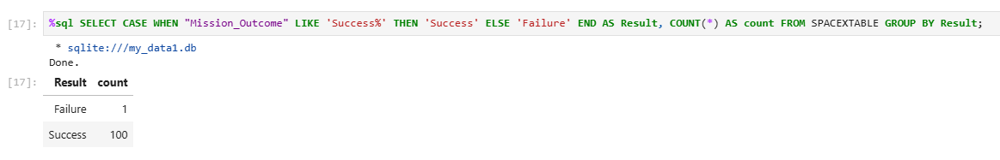 [17]: %sql SELECT CASE WHEN "Mission_Outcome" LIKE 'Success%' THEN 'Success' ELSE 'Failure' END AS Result, COUNT(*) AS count FROM SPACEXTABLE GROUP BY Result;
* sqlite:///my_data1.db
Done.
[17]: Result count
Failure 1
Success 100